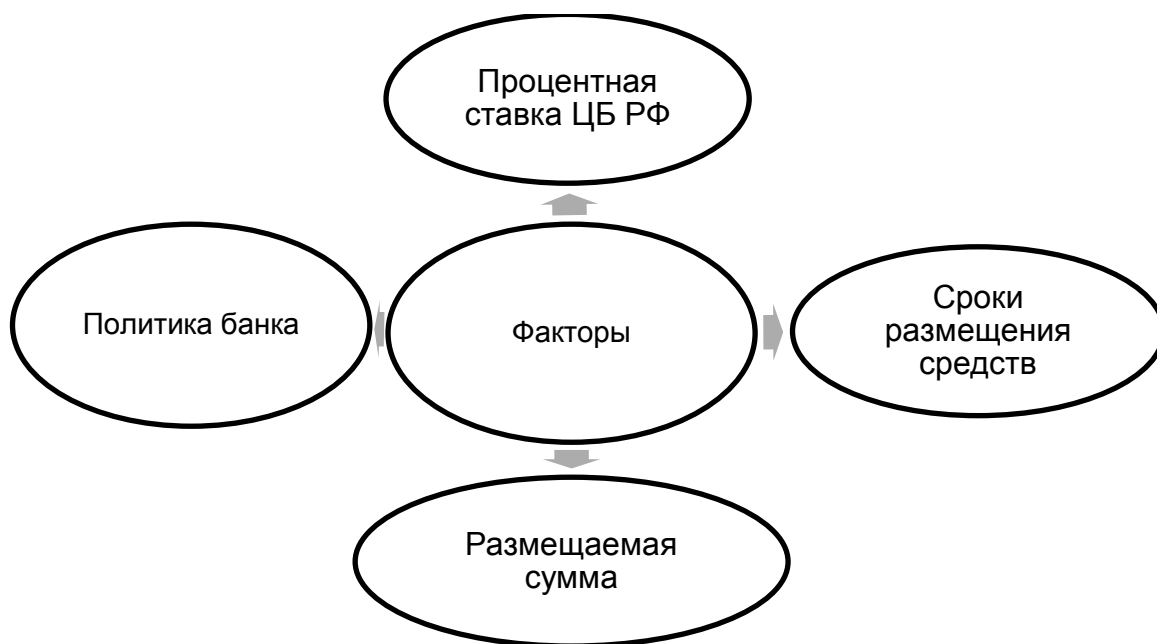 Процентная
ставка ЦБ РФ
Политика банка
Факторы
Сроки
размещения
средств
Размещаемая
сумма